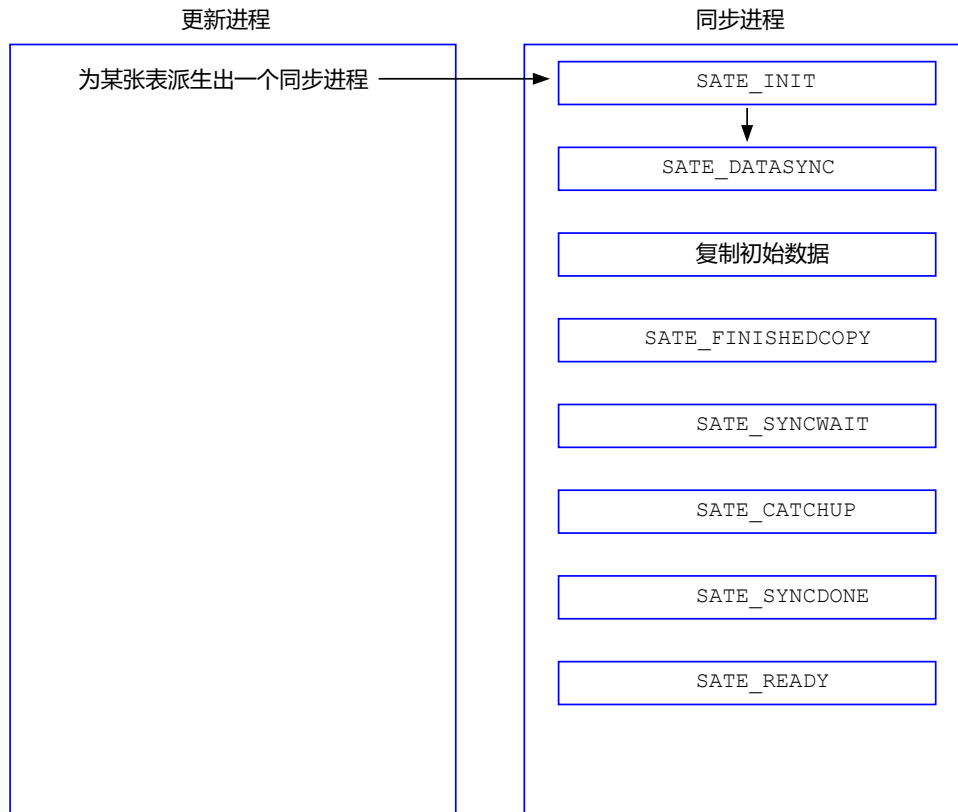 更新进程
同步进程
为某张表派生出一个同步进程
SATE_INIT
SATE_DATASYNC
复制初始数据
SATE_FINISHEDCOPY
SATE_SYNCWAIT
SATE_CATCHUP
SATE_SYNCDONE
SATE_READY